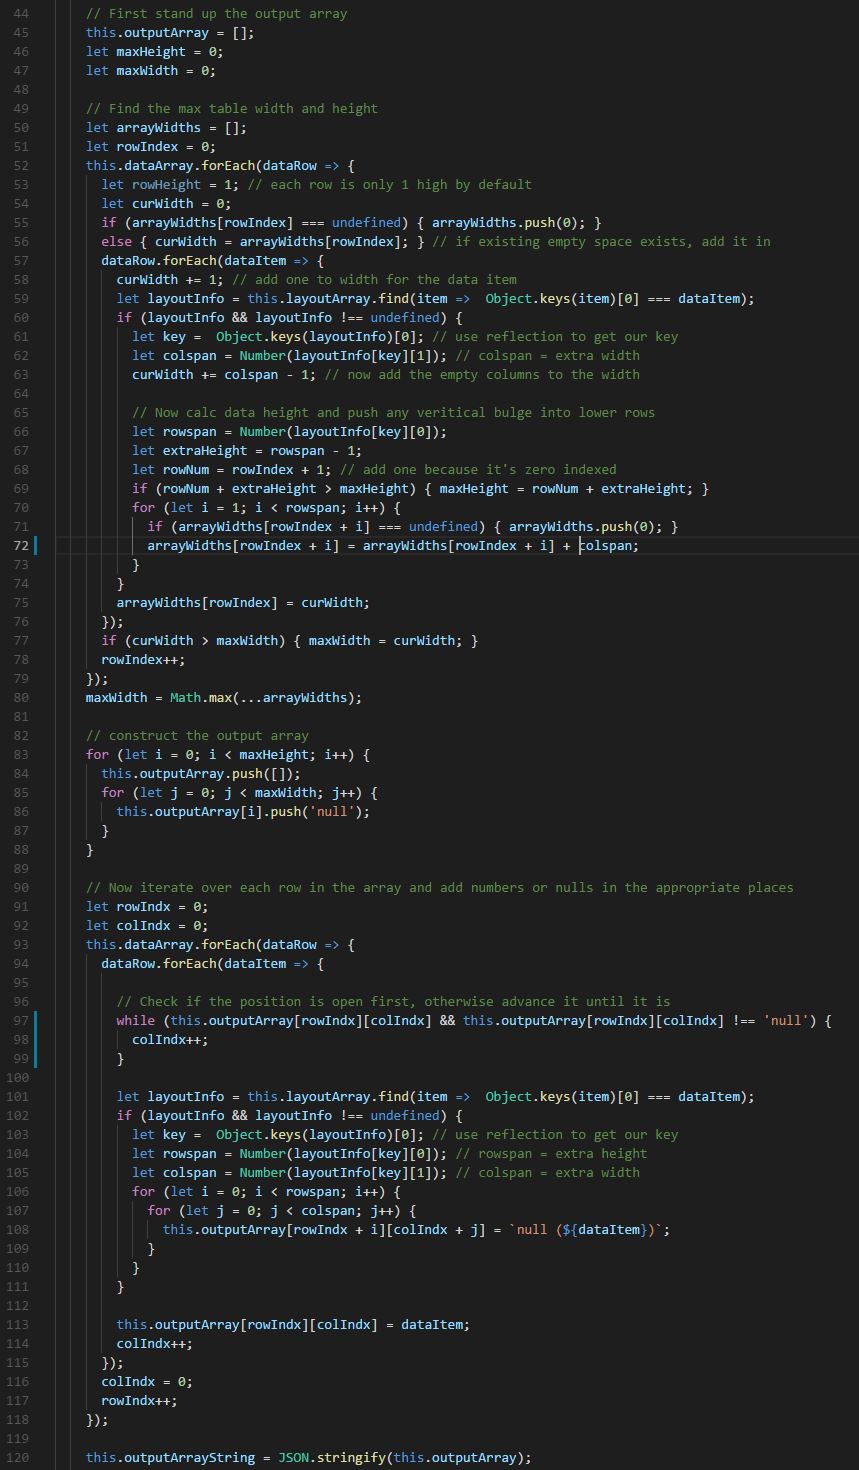 44 // First stand up the output array
45 this.outputArray = [];
46 let maxHeight = 0;
47 let maxWidth = 0;
48
49 // Find the max table width and height
50 let arrayWidths = [];
51 let rowIndex = 0;
52 this.dataArray.forEach(dataRow => {
53 let rowHeight = 1; // each row is only 1 high by default
54 let curWidth = 0;
55 if (arrayWidths[rowIndex] === undefined) { arrayWidths.push(0); }
56 else { curWidth = arrayWidths[rowIndex]; } // if existing empty space exists, add it in
57 dataRow.forEach(dataItem => {
58 curWidth += 1; // add one to width for the data item
59 let layoutInfo = this.layoutArray.find(item =>  Object.keys(item)[0] === dataItem);
60 if (layoutInfo && layoutInfo !== undefined) {
61 let key =  Object.keys(layoutInfo)[0]; // use reflection to get our key
62 let colspan = Number(layoutInfo[key][1]); // colspan = extra width
63 curWidth += colspan - 1; // now add the empty columns to the width
64
65 // Now calc data height and push any veritical bulge into lower rows
66 let rowspan = Number(layoutInfo[key][0]);
67 let extraHeight = rowspan - 1;
68 let rowNum = rowIndex + 1; // add one because it's zero indexed
69 if (rowNum + extraHeight > maxHeight) { maxHeight = rowNum + extraHeight; }
70 for (let i = 1; i < rowspan; i++) {
71 if (arrayWidths[rowIndex + i] === undefined) { arrayWidths.push(0); }
72 arrayWidths[rowIndex + i] = arrayWidths[rowIndex + i] + colspan;
73 }
74 }
75 arrayWidths[rowIndex] = curWidth;
76 });
77 if (curWidth > maxWidth) { maxWidth = curWidth; }
78 rowIndex++;
79 });
80 maxWidth = Math.max(...arrayWidths);
81
82 // construct the output array
83 for (let i = 0; i < maxHeight; i++) {
84 this.outputArray.push([]);
85 for (let j = 0; j < maxWidth; j++) {
86 this.outputArray[i].push('null');
87 }
88 }
89
90 // Now iterate over each row in the array and add numbers or nulls in the appropriate places
91 let rowIndx = 0;
92 let colIndx = 0;
93 this.dataArray.forEach(dataRow => {
94 dataRow.forEach(dataItem => {
95
96 // Check if the position is open first, otherwise advance it until it is
97 while (this.outputArray[rowIndx][colIndx] && this.outputArray[rowIndx][colIndx] !== 'null') {
98 colIndx++;
99 }
100
101 let layoutInfo = this.layoutArray.find(item =>  Object.keys(item)[0] === dataItem);
102 if (layoutInfo && layoutInfo !== undefined) {
103 let key =  Object.keys(layoutInfo)[0]; // use reflection to get our key
104 let rowspan = Number(layoutInfo[key][0]); // rowspan = extra height
105 let colspan = Number(layoutInfo[key][1]); // colspan = extra width
106 for (let i = 0; i < rowspan; i++) {
107 for (let j = 0; j < colspan; j++) {
108 this.outputArray[rowIndx + i][colIndx + j] = `null (${dataItem})`;
109 }
110 }
111 }
112
113 this.outputArray[rowIndx][colIndx] = dataItem;
114 colIndx++;
115 });
116 colIndx = 0;
117 rowIndx++;
118 });
119
120 this.outputArrayString = JSON.stringify(this.outputArray);